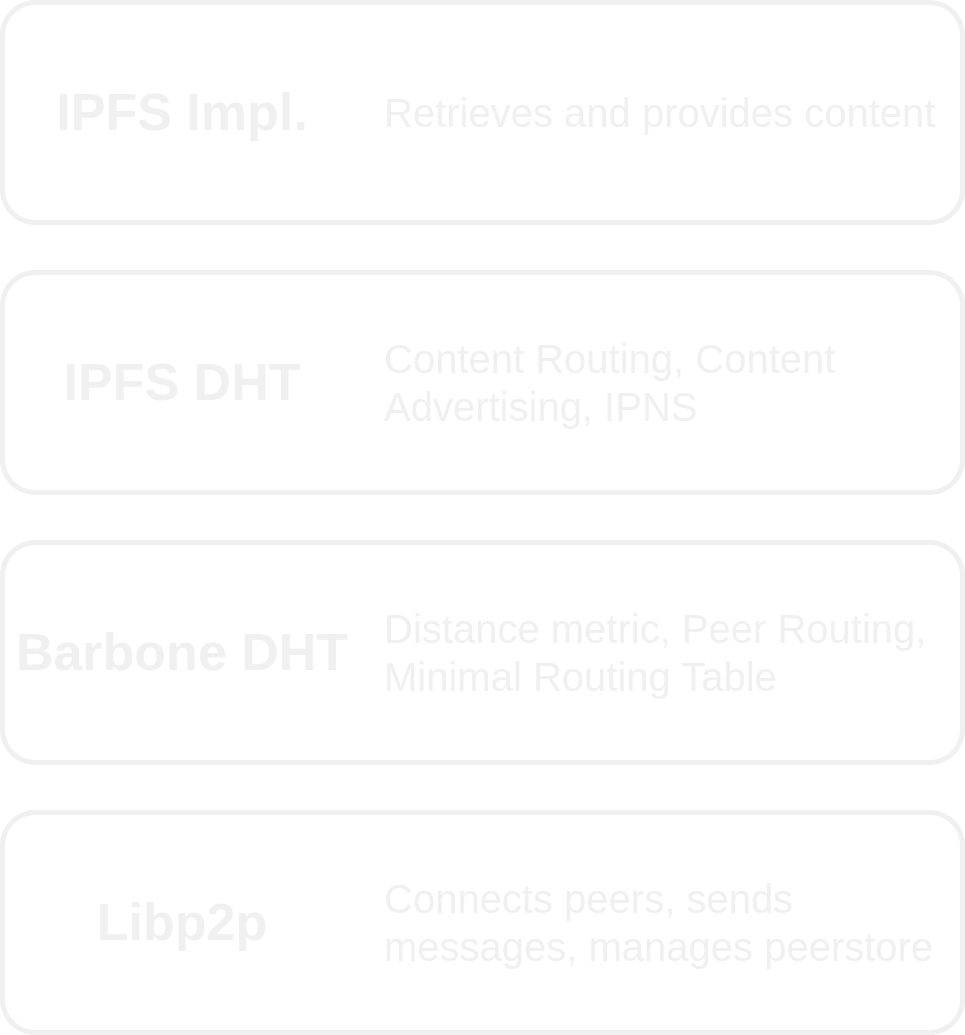 IPFS Impl.
Retrieves and provides content
IPFS DHT
Content Routing, Content
Advertising, IPNS
Barbone DHT
Distance metric, Peer Routing,
Minimal Routing Table
Libp2p
Connects peers, sends
messages, manages peerstore